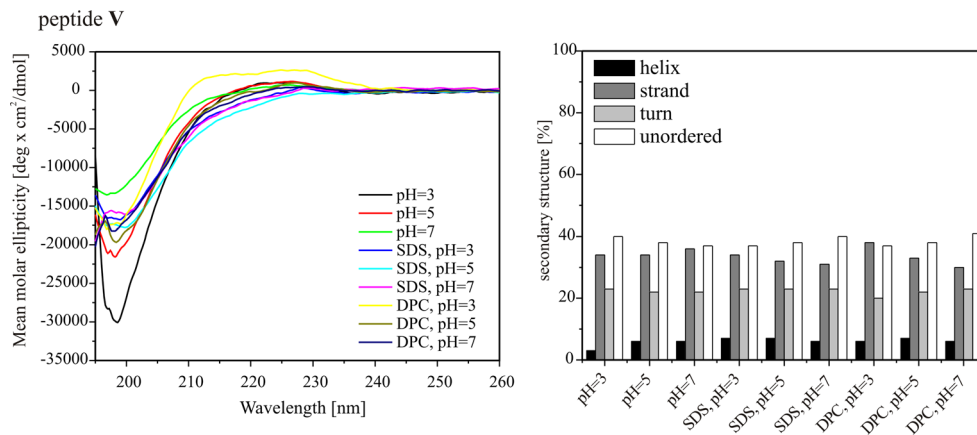 peptide V
5000
0
-5000
-10000
-15000
-20000
-25000
-30000
-35000
Mean molar ellipticity [deg x cm²/dmol]
200 210 220 230 240 250 260
Wavelength [nm]
pH=3
pH=5
pH=7
SDS, pH=3
SDS, pH=5
SDS, pH=7
DPC, pH=3
DPC, pH=5
DPC, pH=7
100
80
60
40
20
0
secondary structure [%]
helix
strand
turn
unordered
pH=3
pH=5
pH=7
SDS, pH=3
SDS, pH=5
SDS, pH=7
DPC, pH=3
DPC, pH=5
DPC, pH=7